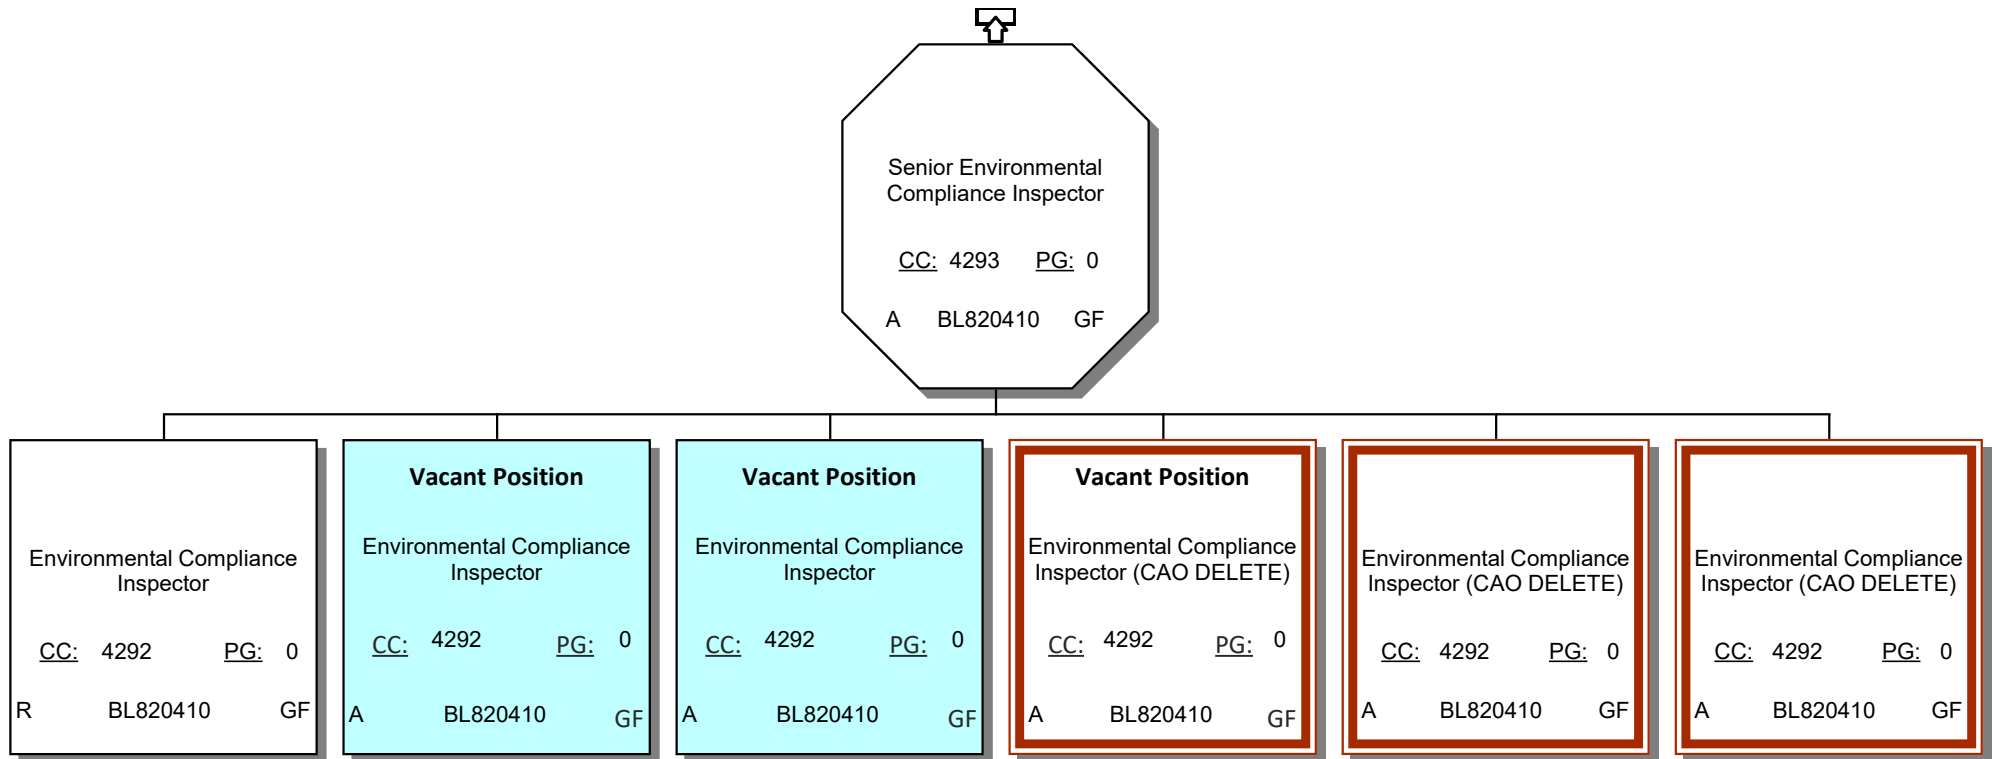 Senior Environmental
Compliance Inspector
CC: 4293 PG: 0
A BL820410 GF
Environmental Compliance
Inspector
CC: 4292 PG: 0
R BL820410 GF
Vacant Position
Environmental Compliance
Inspector
CC: 4292 PG: 0
A BL820410 GF
Vacant Position
Environmental Compliance
Inspector
CC: 4292 PG: 0
A BL820410 GF
Vacant Position
Environmental Compliance
Inspector (CAO DELETE)
CC: 4292 PG: 0
A BL820410 GF
Environmental Compliance
Inspector (CAO DELETE)
CC: 4292 PG: 0
A BL820410 GF
Environmental Compliance
Inspector (CAO DELETE)
CC: 4292 PG: 0
A BL820410 GF